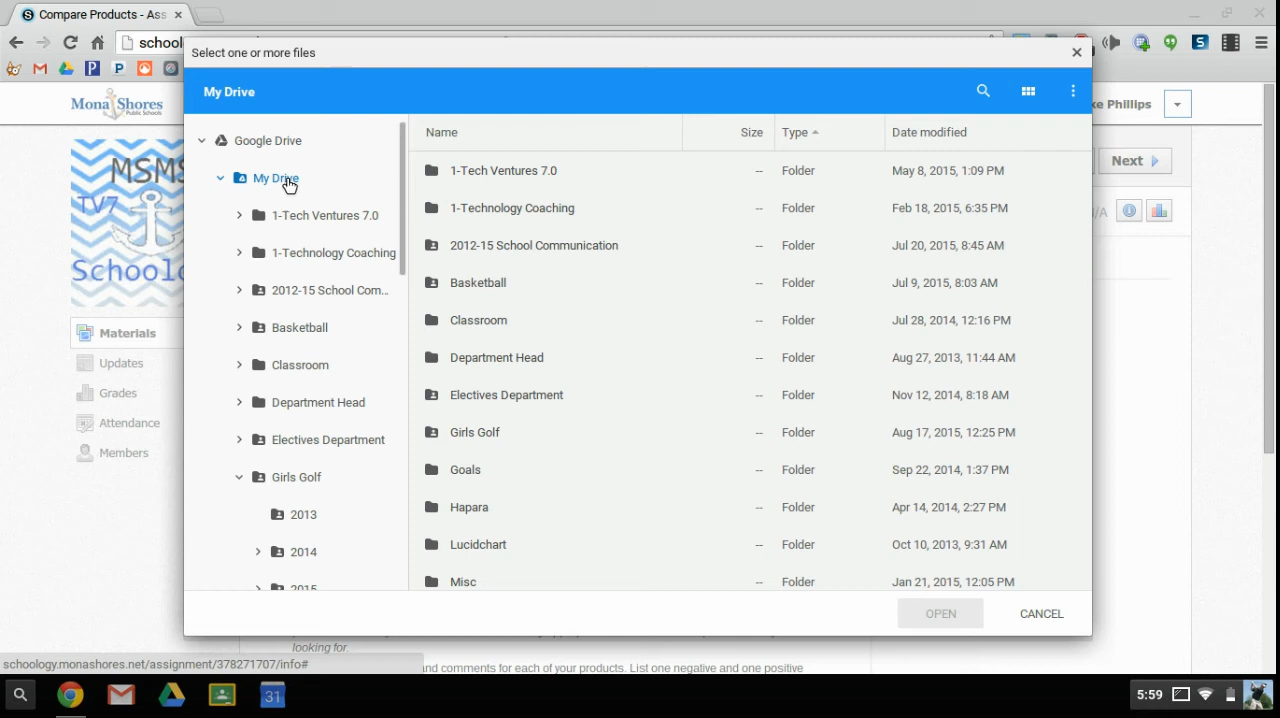 Compare Products - Ass
school
Select one or more files
My Drive
Google Drive
My Drive
1-Tech Ventures 7.0
1-Technology Coaching
2012-15 School Com...
Basketball
Classroom
Department Head
Electives Department
Girls Golf
2013
2014
2015
Name Size Type Date modified
1-Tech Ventures 7.0 -- Folder May 8, 2015, 1:09 PM
1-Technology Coaching -- Folder Feb 18, 2015, 6:35 PM
2012-15 School Communication -- Folder Jul 20, 2015, 8:45 AM
Basketball -- Folder Jul 9, 2015, 8:03 AM
Classroom -- Folder Jul 28, 2014, 12:16 PM
Department Head -- Folder Aug 27, 2013, 11:44 AM
Electives Department -- Folder Nov 12, 2014, 8:18 AM
Girls Golf -- Folder Aug 17, 2015, 12:25 PM
Goals -- Folder Sep 22, 2014, 1:37 PM
Hapara -- Folder Apr 14, 2014, 2:27 PM
Lucidchart -- Folder Oct 10, 2013, 9:31 AM
Misc -- Folder Jan 21, 2015, 12:05 PM
OPEN CANCEL
Mona Shores
Public Schools
ke Phillips
MSMS
TV7
Schoolo
Next
/A
Materials
Updates
Grades
Attendance
Members
looking for.
and comments for each of your products. List one negative and one positive
schoology.monashores.net/assignment/378271707/info#
31
5:59